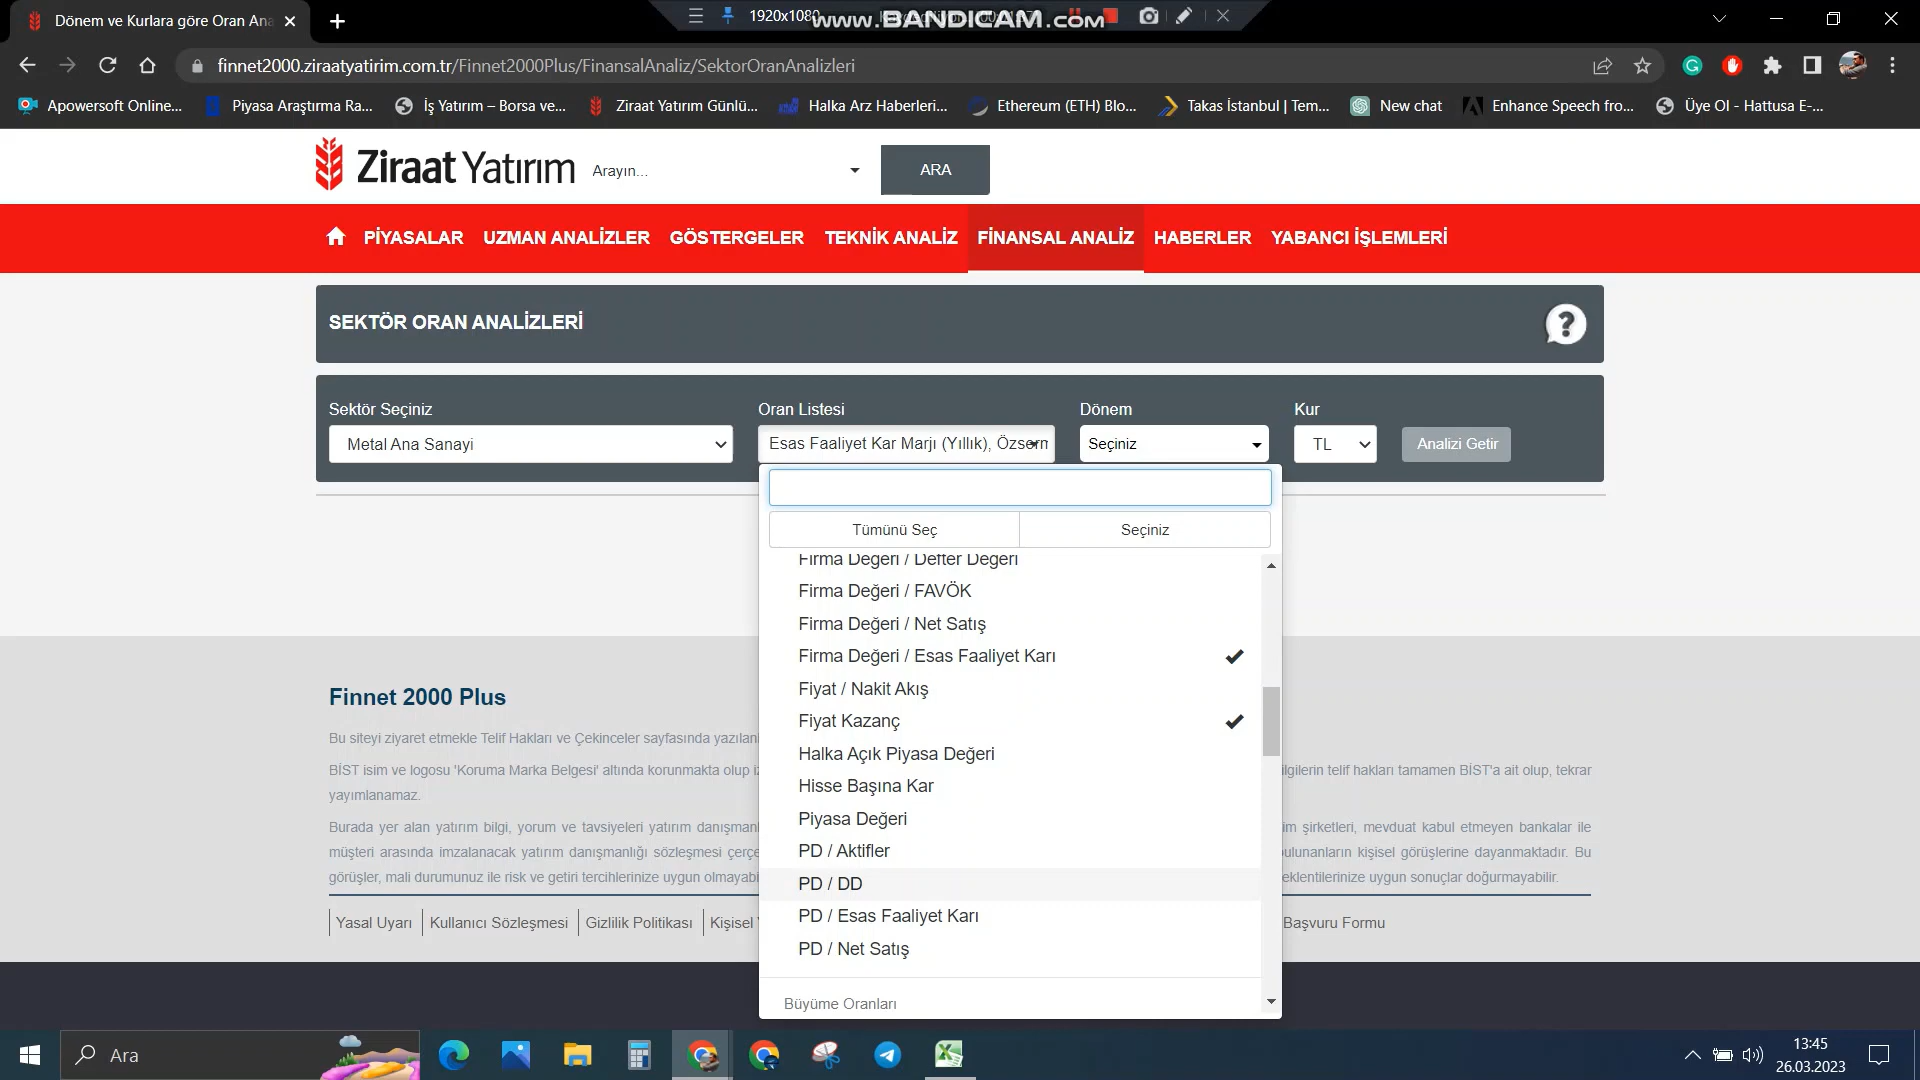 Dönem ve Kurlara göre Oran Ana
1920x1080
www.BANDICAM.com
finnet2000.ziraatyatirim.com.tr/Finnet2000Plus/FinansalAnaliz/SektorOranAnalizleri
Apowersoft Online...
Piyasa Araştırma Ra...
İş Yatırım – Borsa ve...
Ziraat Yatırım Günlü...
Halka Arz Haberleri...
Ethereum (ETH) Blo...
Takas İstanbul | Tem...
New chat
Enhance Speech fro...
Üye Ol - Hattusa E-...
Ziraat Yatırım
Arayın...
ARA
PİYASALAR
UZMAN ANALİZLER
GÖSTERGELER
TEKNİK ANALİZ
FİNANSAL ANALİZ
HABERLER
YABANCI İŞLEMLERİ
SEKTÖR ORAN ANALİZLERİ
Sektör Seçiniz
Oran Listesi
Dönem
Kur
Metal Ana Sanayi
Esas Faaliyet Kar Marjı (Yıllık), Özserm
Seçiniz
TL
Analizi Getir
Tümünü Seç
Seçiniz
Firma Değeri / Defter Değeri
Firma Değeri / FAVÖK
Firma Değeri / Net Satış
Firma Değeri / Esas Faaliyet Karı
Fiyat / Nakit Akış
Fiyat Kazanç
Halka Açık Piyasa Değeri
Hisse Başına Kar
Piyasa Değeri
PD / Aktifler
PD / DD
PD / Esas Faaliyet Karı
PD / Net Satış
Büyüme Oranları
Finnet 2000 Plus
Bu siteyi ziyaret etmekle Telif Hakları ve Çekinceler sayfasında yazılan
BİST isim ve logosu 'Koruma Marka Belgesi' altında korunmakta olup iz ilgilerin telif hakları tamamen BİST'a ait olup, tekrar
yayımlanamaz.
Burada yer alan yatırım bilgi, yorum ve tavsiyeleri yatırım danışman im şirketleri, mevduat kabul etmeyen bankalar ile
müşteri arasında imzalanacak yatırım danışmanlığı sözleşmesi çerçe ulunanların kişisel görüşlerine dayanmaktadır. Bu
görüşler, mali durumunuz ile risk ve getiri tercihlerinize uygun olmayabi eklentilerinize uygun sonuçlar doğurmayabilir.
Yasal Uyarı
Kullanıcı Sözleşmesi
Gizlilik Politikası
Kişisel
Başvuru Formu
Ara
13:45
26.03.2023